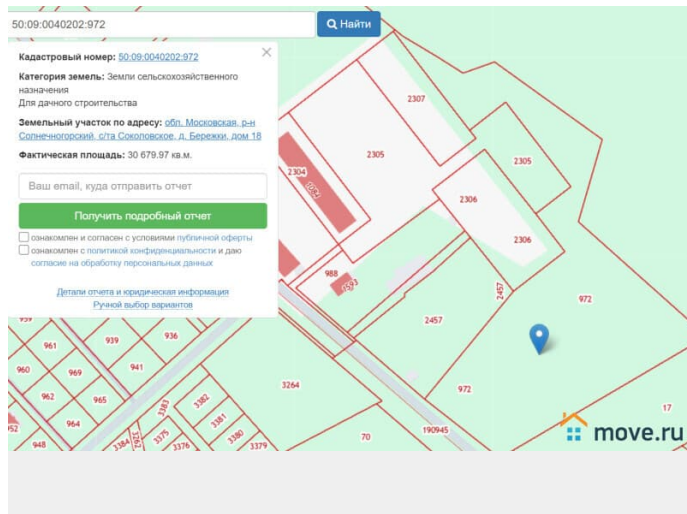 50:09:0040202:972
Найти
Кадастровый номер: 50:09:0040202:972
Категория земель: Земли сельскохозяйственного
назначения
Для дачного строительства
Земельный участок по адресу: обл. Московская, р-н
Солнечногорский, с/та Соколовское, д. Бережки, дом 18
Фактическая площадь: 30 679.97 кв.м.
Ваш email, куда отправить отчет
Получить подробный отчет
ознакомлен и согласен с условиями публичной оферты
ознакомлен с политикой конфиденциальности и даю
согласие на обработку персональных данных
Детали отчета и юридическая информация
Ручной выбор вариантов
2307
2305
2305
2304
2306
2306
988
2457
2457
972
936
939
961
960
969
941
962
965
964
948
3264
972
17
3383
3382
3381
3380
3379
3375
3376
3384
3262
70
190945
move.ru